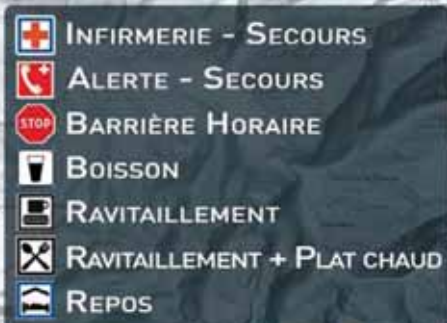 INFIRMERIE - SECOURS
ALERTE - SECOURS
STOP BARRIÈRE HORAIRE
BOISSON
RAVITAILLEMENT
RAVITAILLEMENT + PLAT CHAUD
REPOS